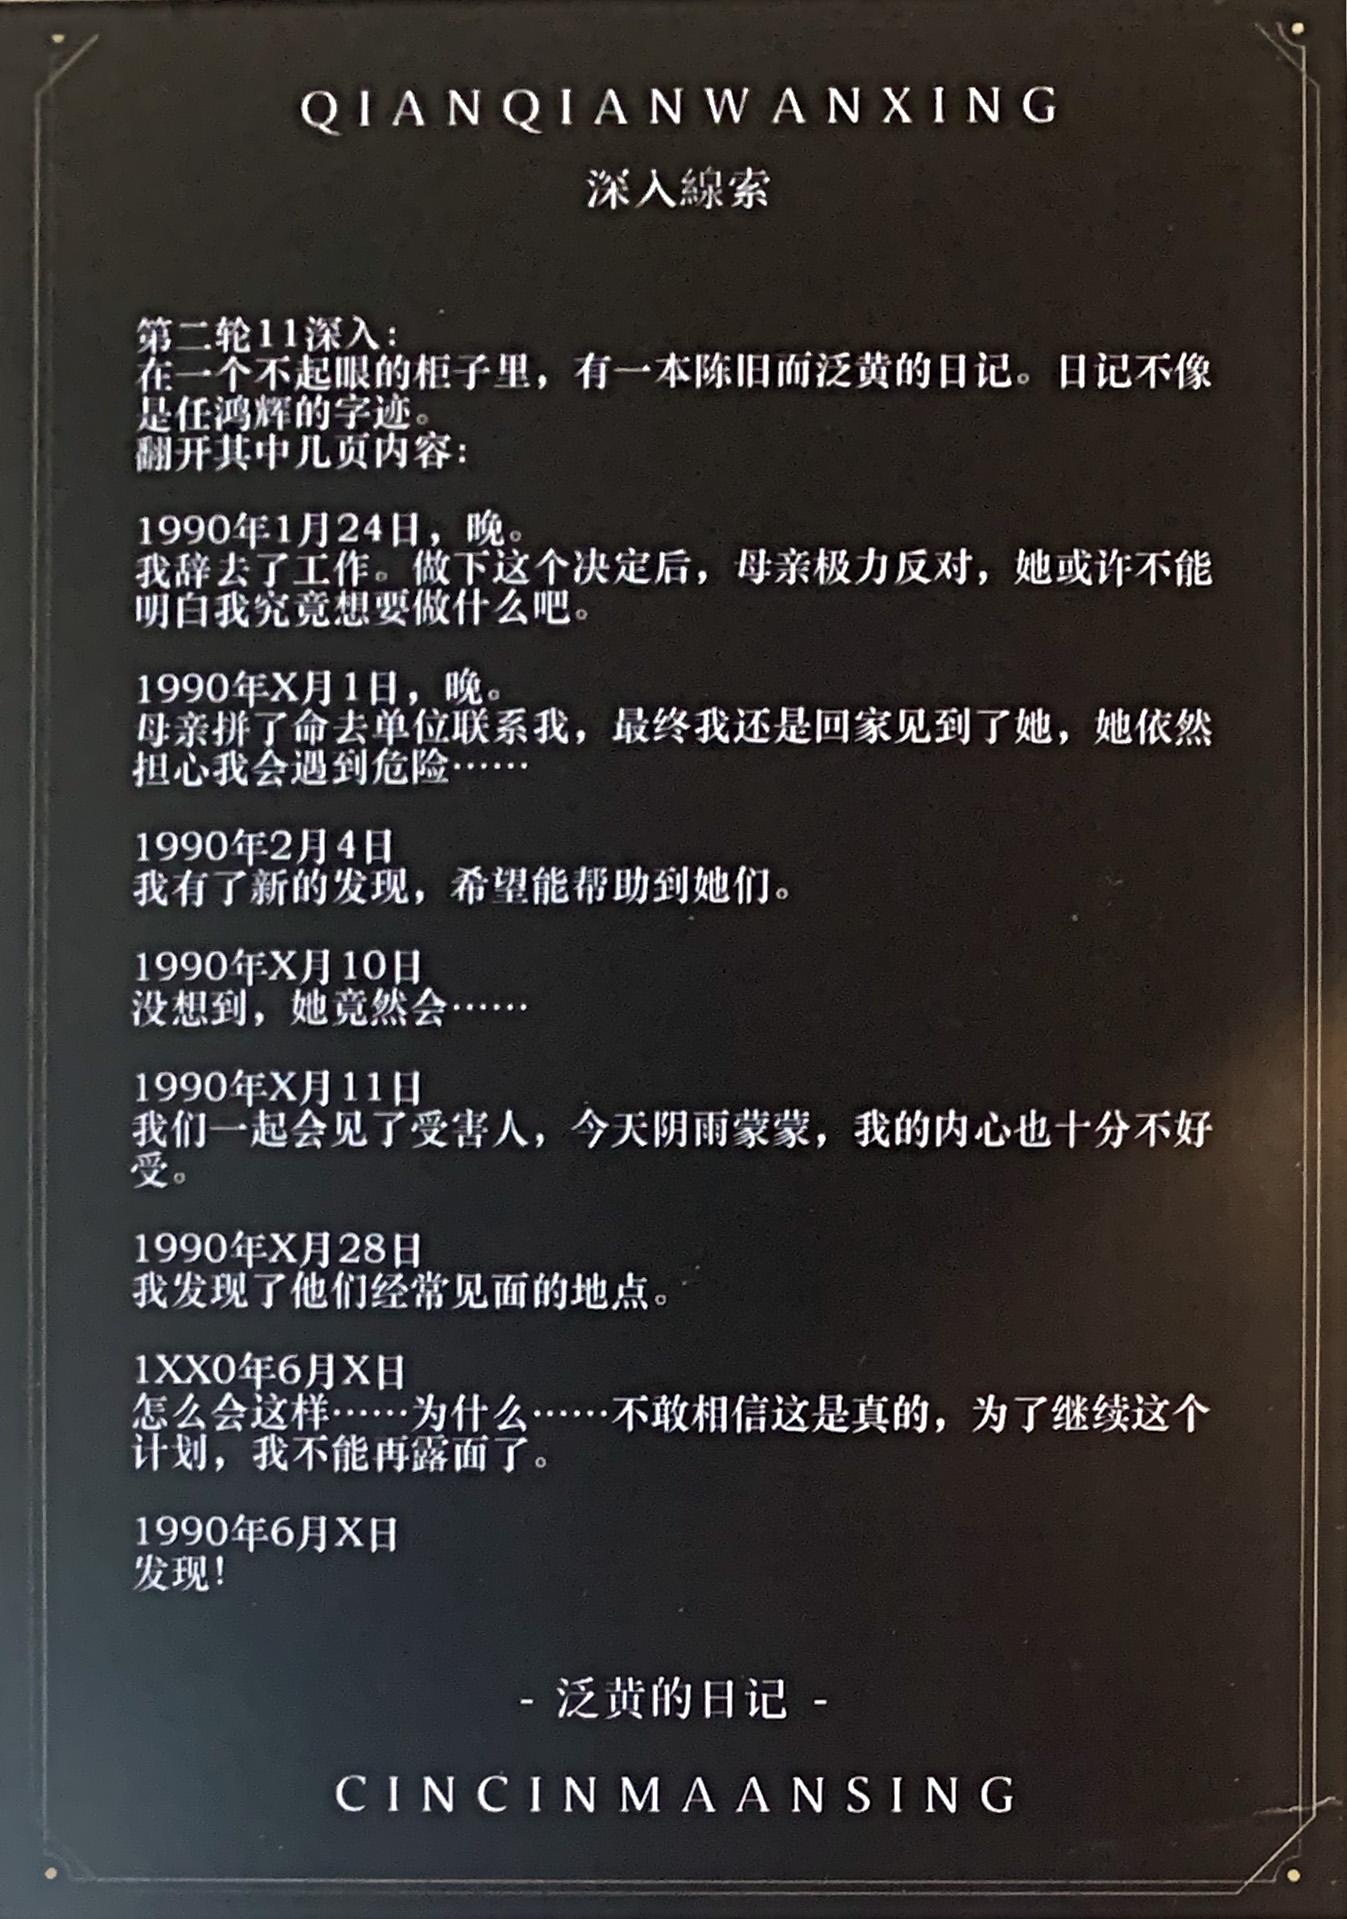 QIANQIANWANXING
深入線索
第二轮11深入：
在一个不起眼的柜子里，有一本陈旧而泛黄的日记。日记不像
是任鸿辉的字迹。
翻开其中几页内容：
1990年1月24日，晚。
我辞去了工作。做下这个决定后，母亲极力反对，她或许不能
明白我究竟想要做什么吧。
1990年X月1日，晚。
母亲拼了命去单位联系我，最终我还是回家见到了她，她依然
担心我会遇到危险……
1990年2月4日
我有了新的发现，希望能帮助到她们。
1990年X月10日
没想到，她竟然会……
1990年X月11日
我们一起会见了受害人，今天阴雨蒙蒙，我的内心也十分不好
受。
1990年X月28日
我发现了他们经常见面的地点。
1XX0年6月X日
怎么会这样……为什么……不敢相信这是真的，为了继续这个
计划，我不能再露面了。
1990年6月X日
发现！
- 泛黄的日记 -
CINCINMAANSING